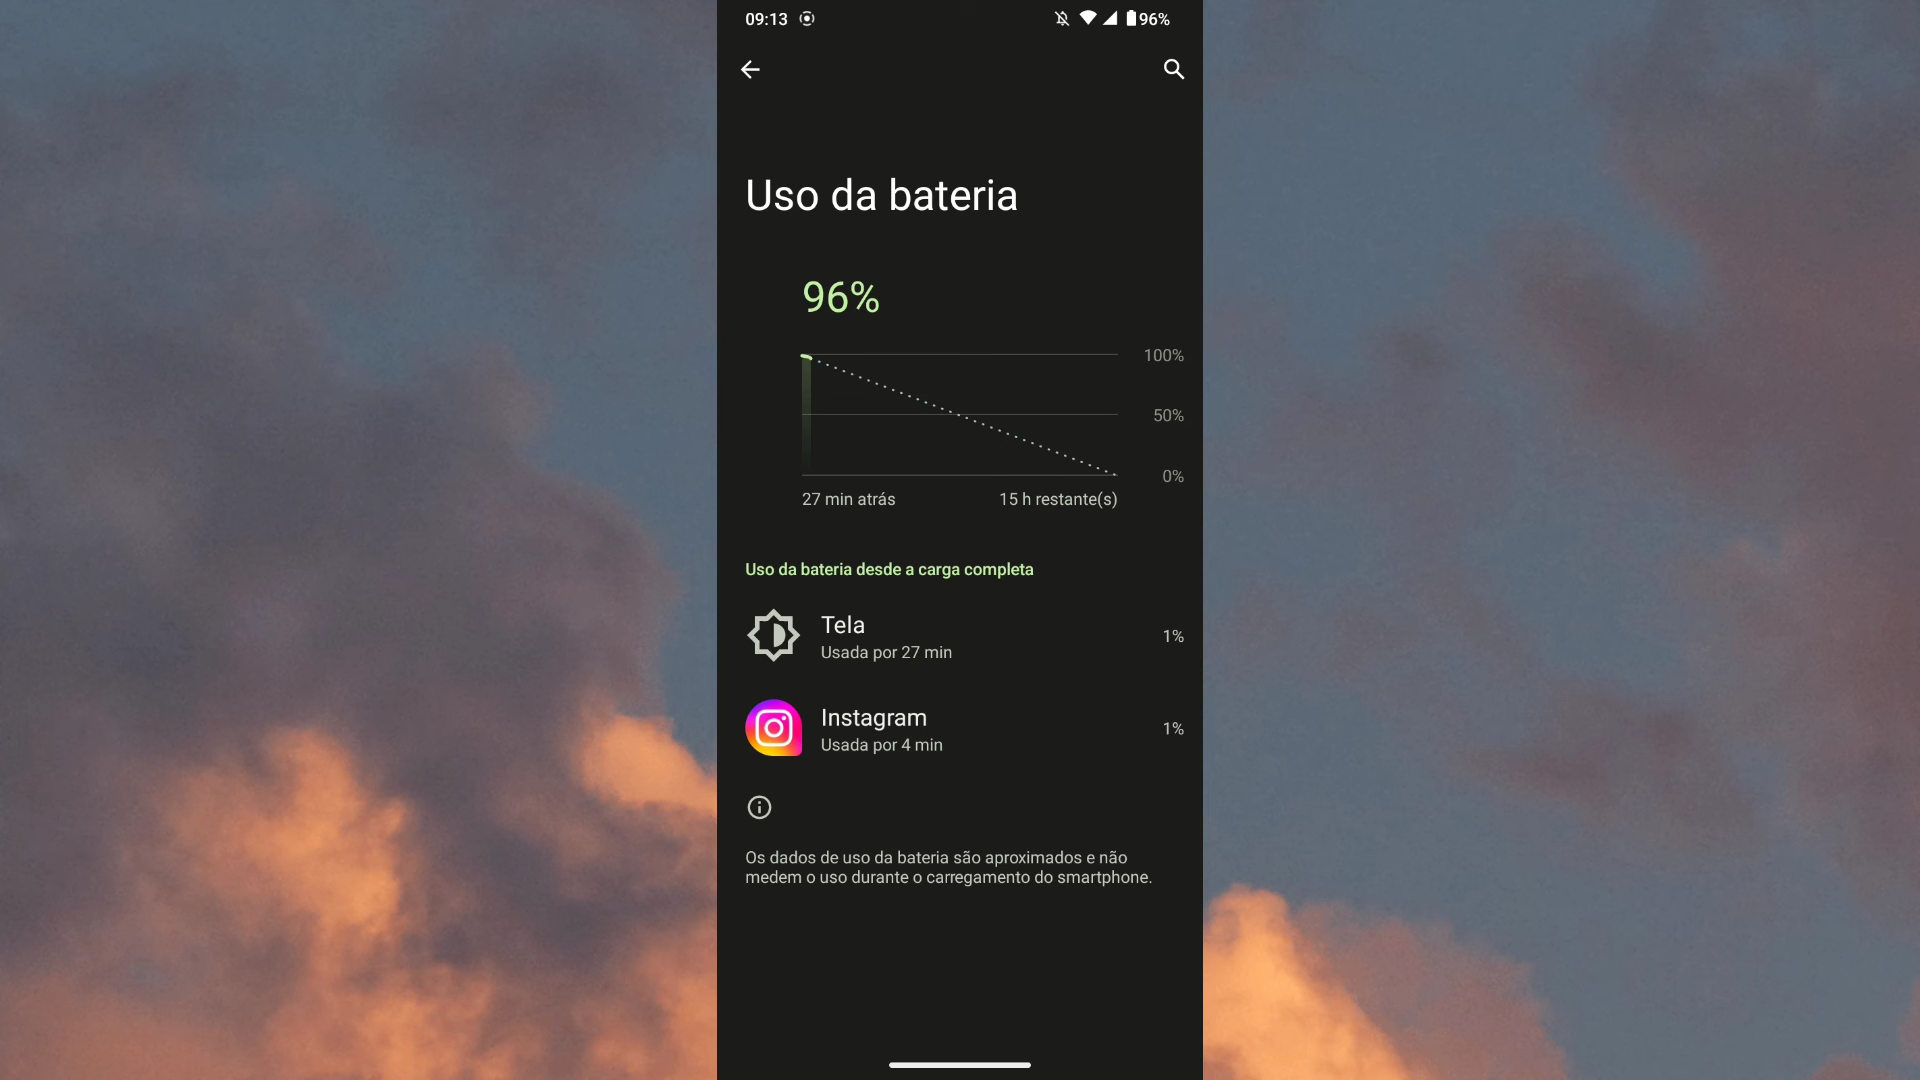 09:13
96%
Uso da bateria
96%
100%
50%
0%
27 min atrás
15 h restante(s)
Uso da bateria desde a carga completa
Tela
Usada por 27 min
1%
Instagram
Usada por 4 min
1%
Os dados de uso da bateria são aproximados e não
medem o uso durante o carregamento do smartphone.